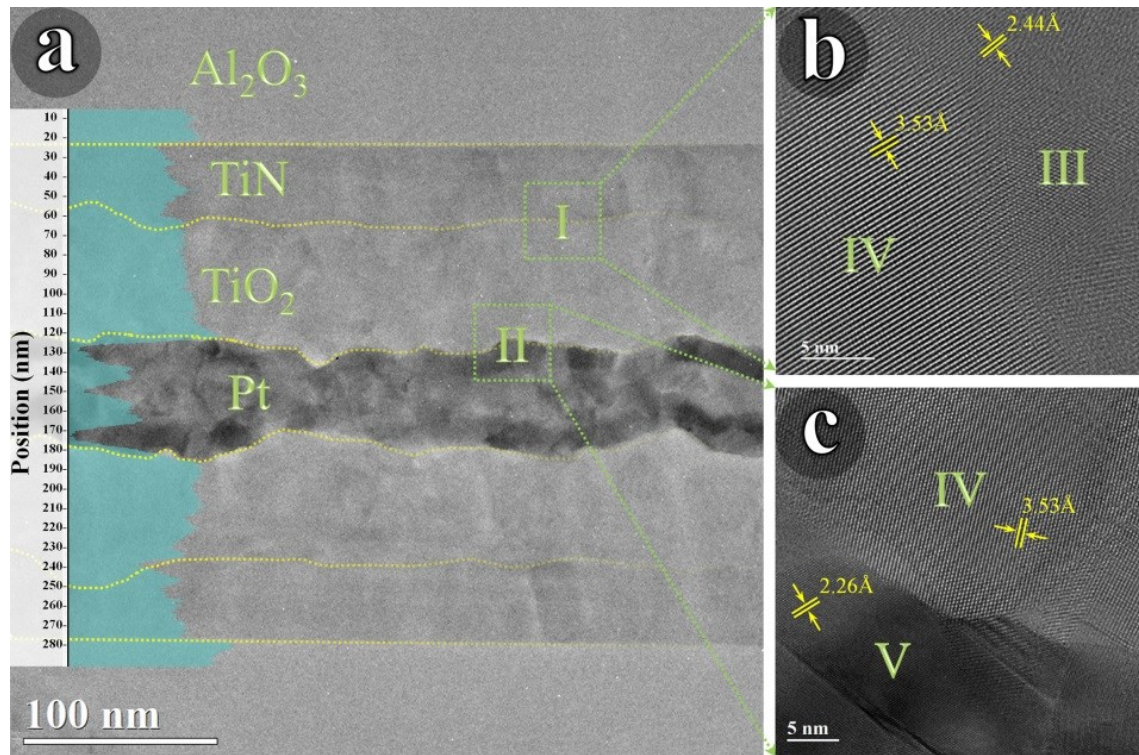 a
Al₂O₃
TiN
I
TiO₂
II
Pt
Position (nm)
10
20
30
40
50
60
70
80
90
100
110
120
130
140
150
160
170
180
190
200
210
220
230
240
250
260
270
280
100 nm
b
2.44Å
3.53Å
III
IV
5 nm
c
IV
3.53Å
2.26Å
V
5 nm